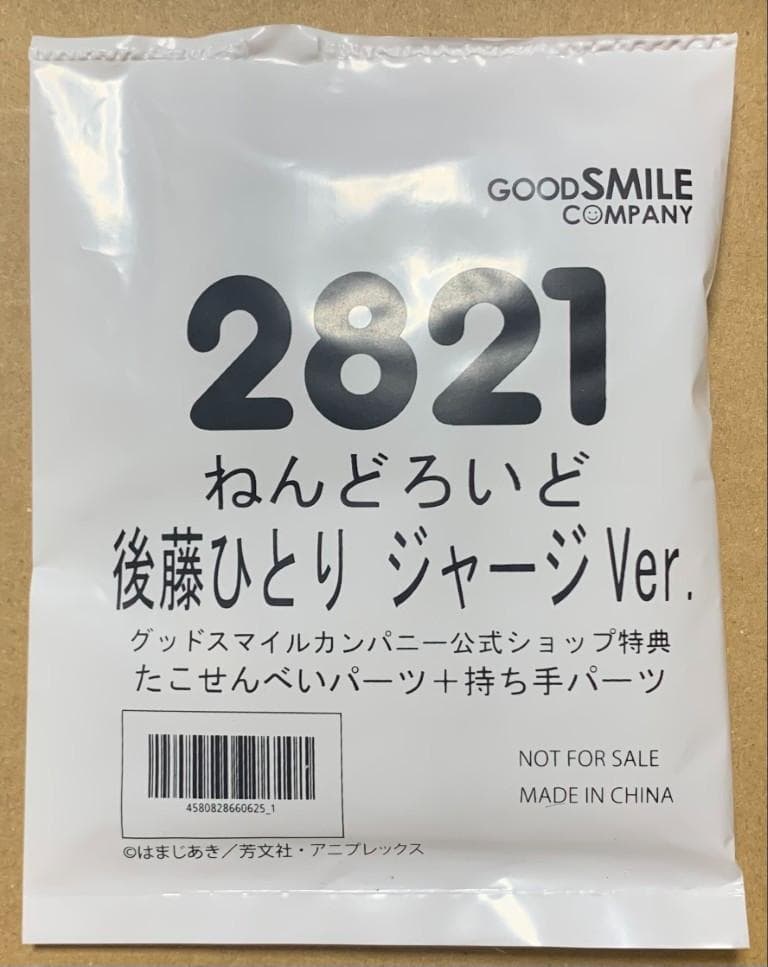 GOODSMILE
COMPANY
2821
ねんどろいど
後藤ひとり ジャージVer.
グッドスマイルカンパニー公式ショップ特典
たこせんべいパーツ＋持ち手パーツ
4580828660625_1
NOT FOR SALE
MADE IN CHINA
©はまじあき／芳文社・アニプレックス